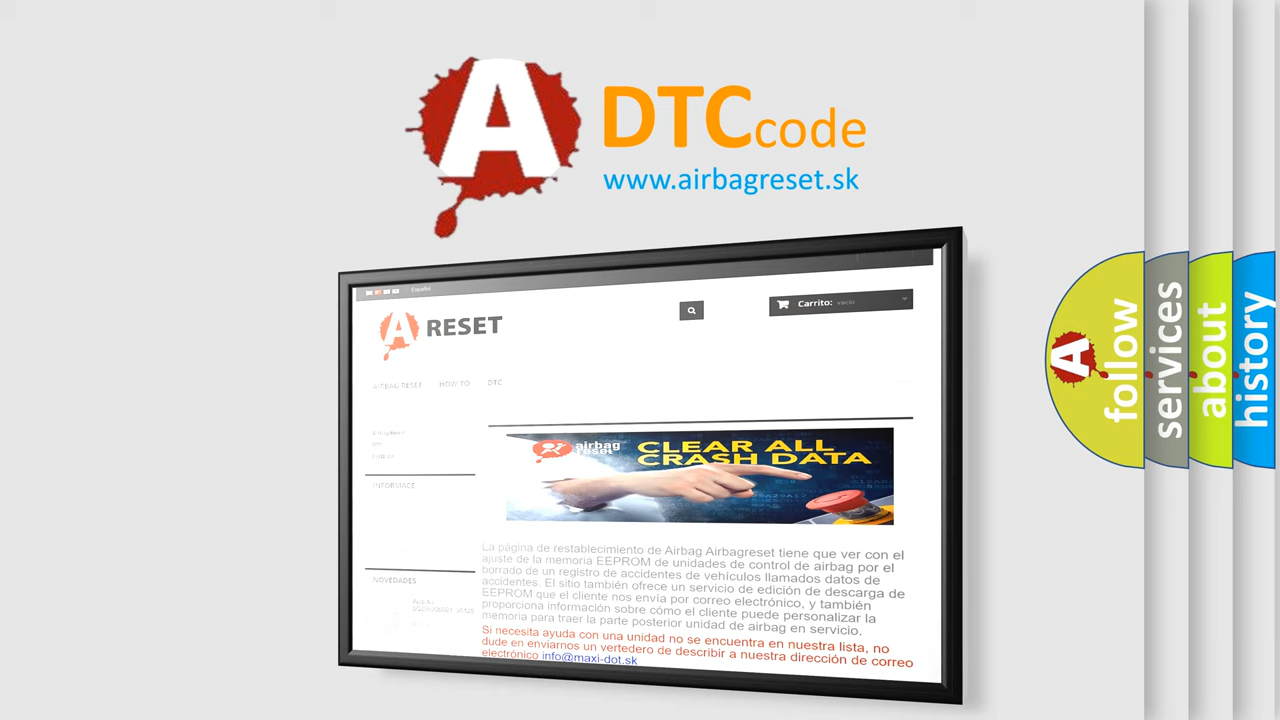 A
DTCcode
www.airbagreset.sk
Español
A RESET
Carrito: vacío
AIRBAG RESET HOW TO DTC
INFORMACE
NOVEDADES
airbag
reset
CLEAR ALL
CRASH DATA
La página de restablecimiento de Airbag Airbagreset tiene que ver con el
ajuste de la memoria EEPROM de unidades de control de airbag por el
borrado de un registro de accidentes de vehículos llamados datos de
accidentes. El sitio también ofrece un servicio de edición de descarga de
EEPROM que el cliente nos envía por correo electrónico, y también
proporciona información sobre cómo el cliente puede personalizar la
memoria para traer la parte posterior unidad de airbag en servicio.
Si necesita ayuda con una unidad no se encuentra en nuestra lista, no
dude en enviarnos un vertedero de describir a nuestra dirección de correo
electrónico info@maxi-dot.sk
A
follow
services
about
history